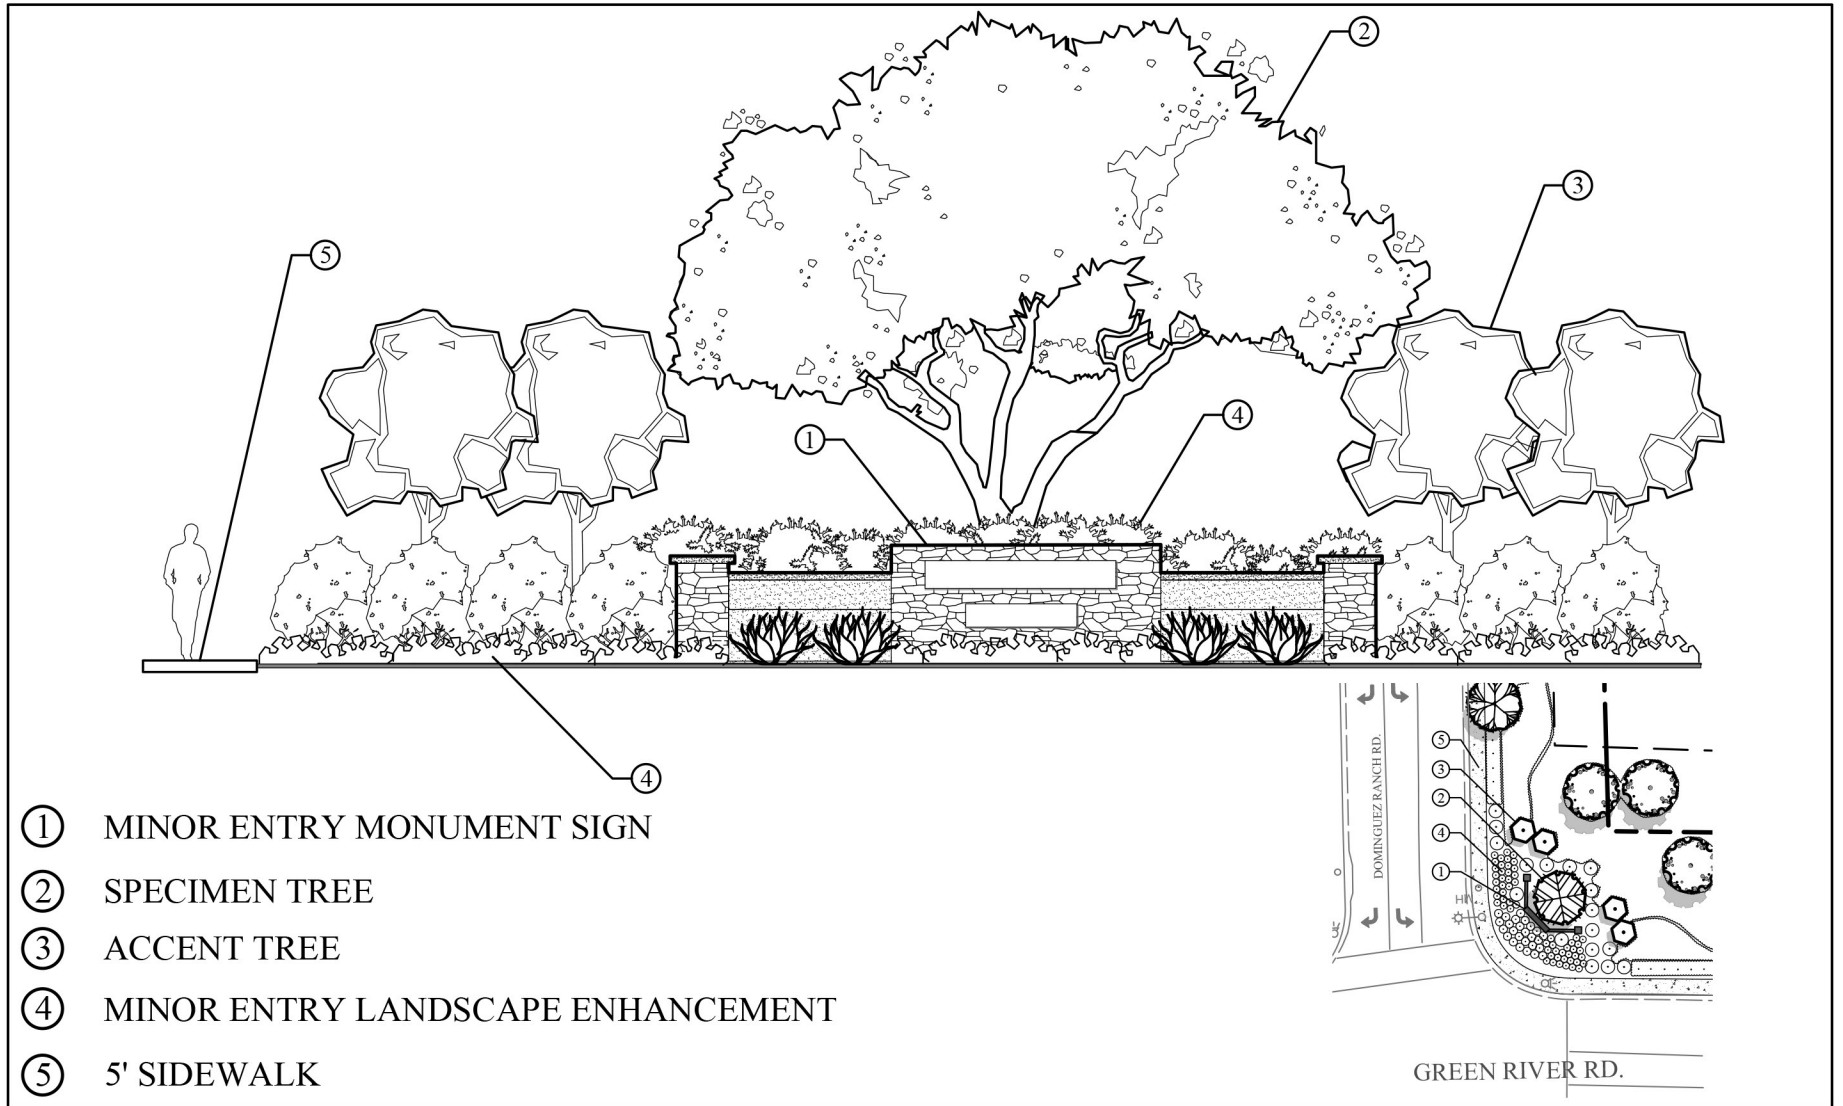 2
3
5
4
1
4
5
3
2
4
1
DOMINGUEZ RANCH RD.
① MINOR ENTRY MONUMENT SIGN
② SPECIMEN TREE
③ ACCENT TREE
④ MINOR ENTRY LANDSCAPE ENHANCEMENT
⑤ 5' SIDEWALK
GREEN RIVER RD.